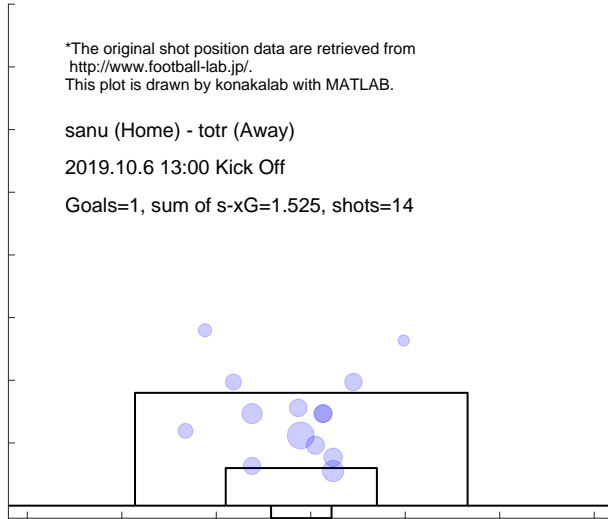 *The original shot position data are retrieved from
http://www.football-lab.jp/.
This plot is drawn by konakalab with MATLAB.
sanu (Home) - totr (Away)
2019.10.6 13:00 Kick Off
Goals=1, sum of s-xG=1.525, shots=14